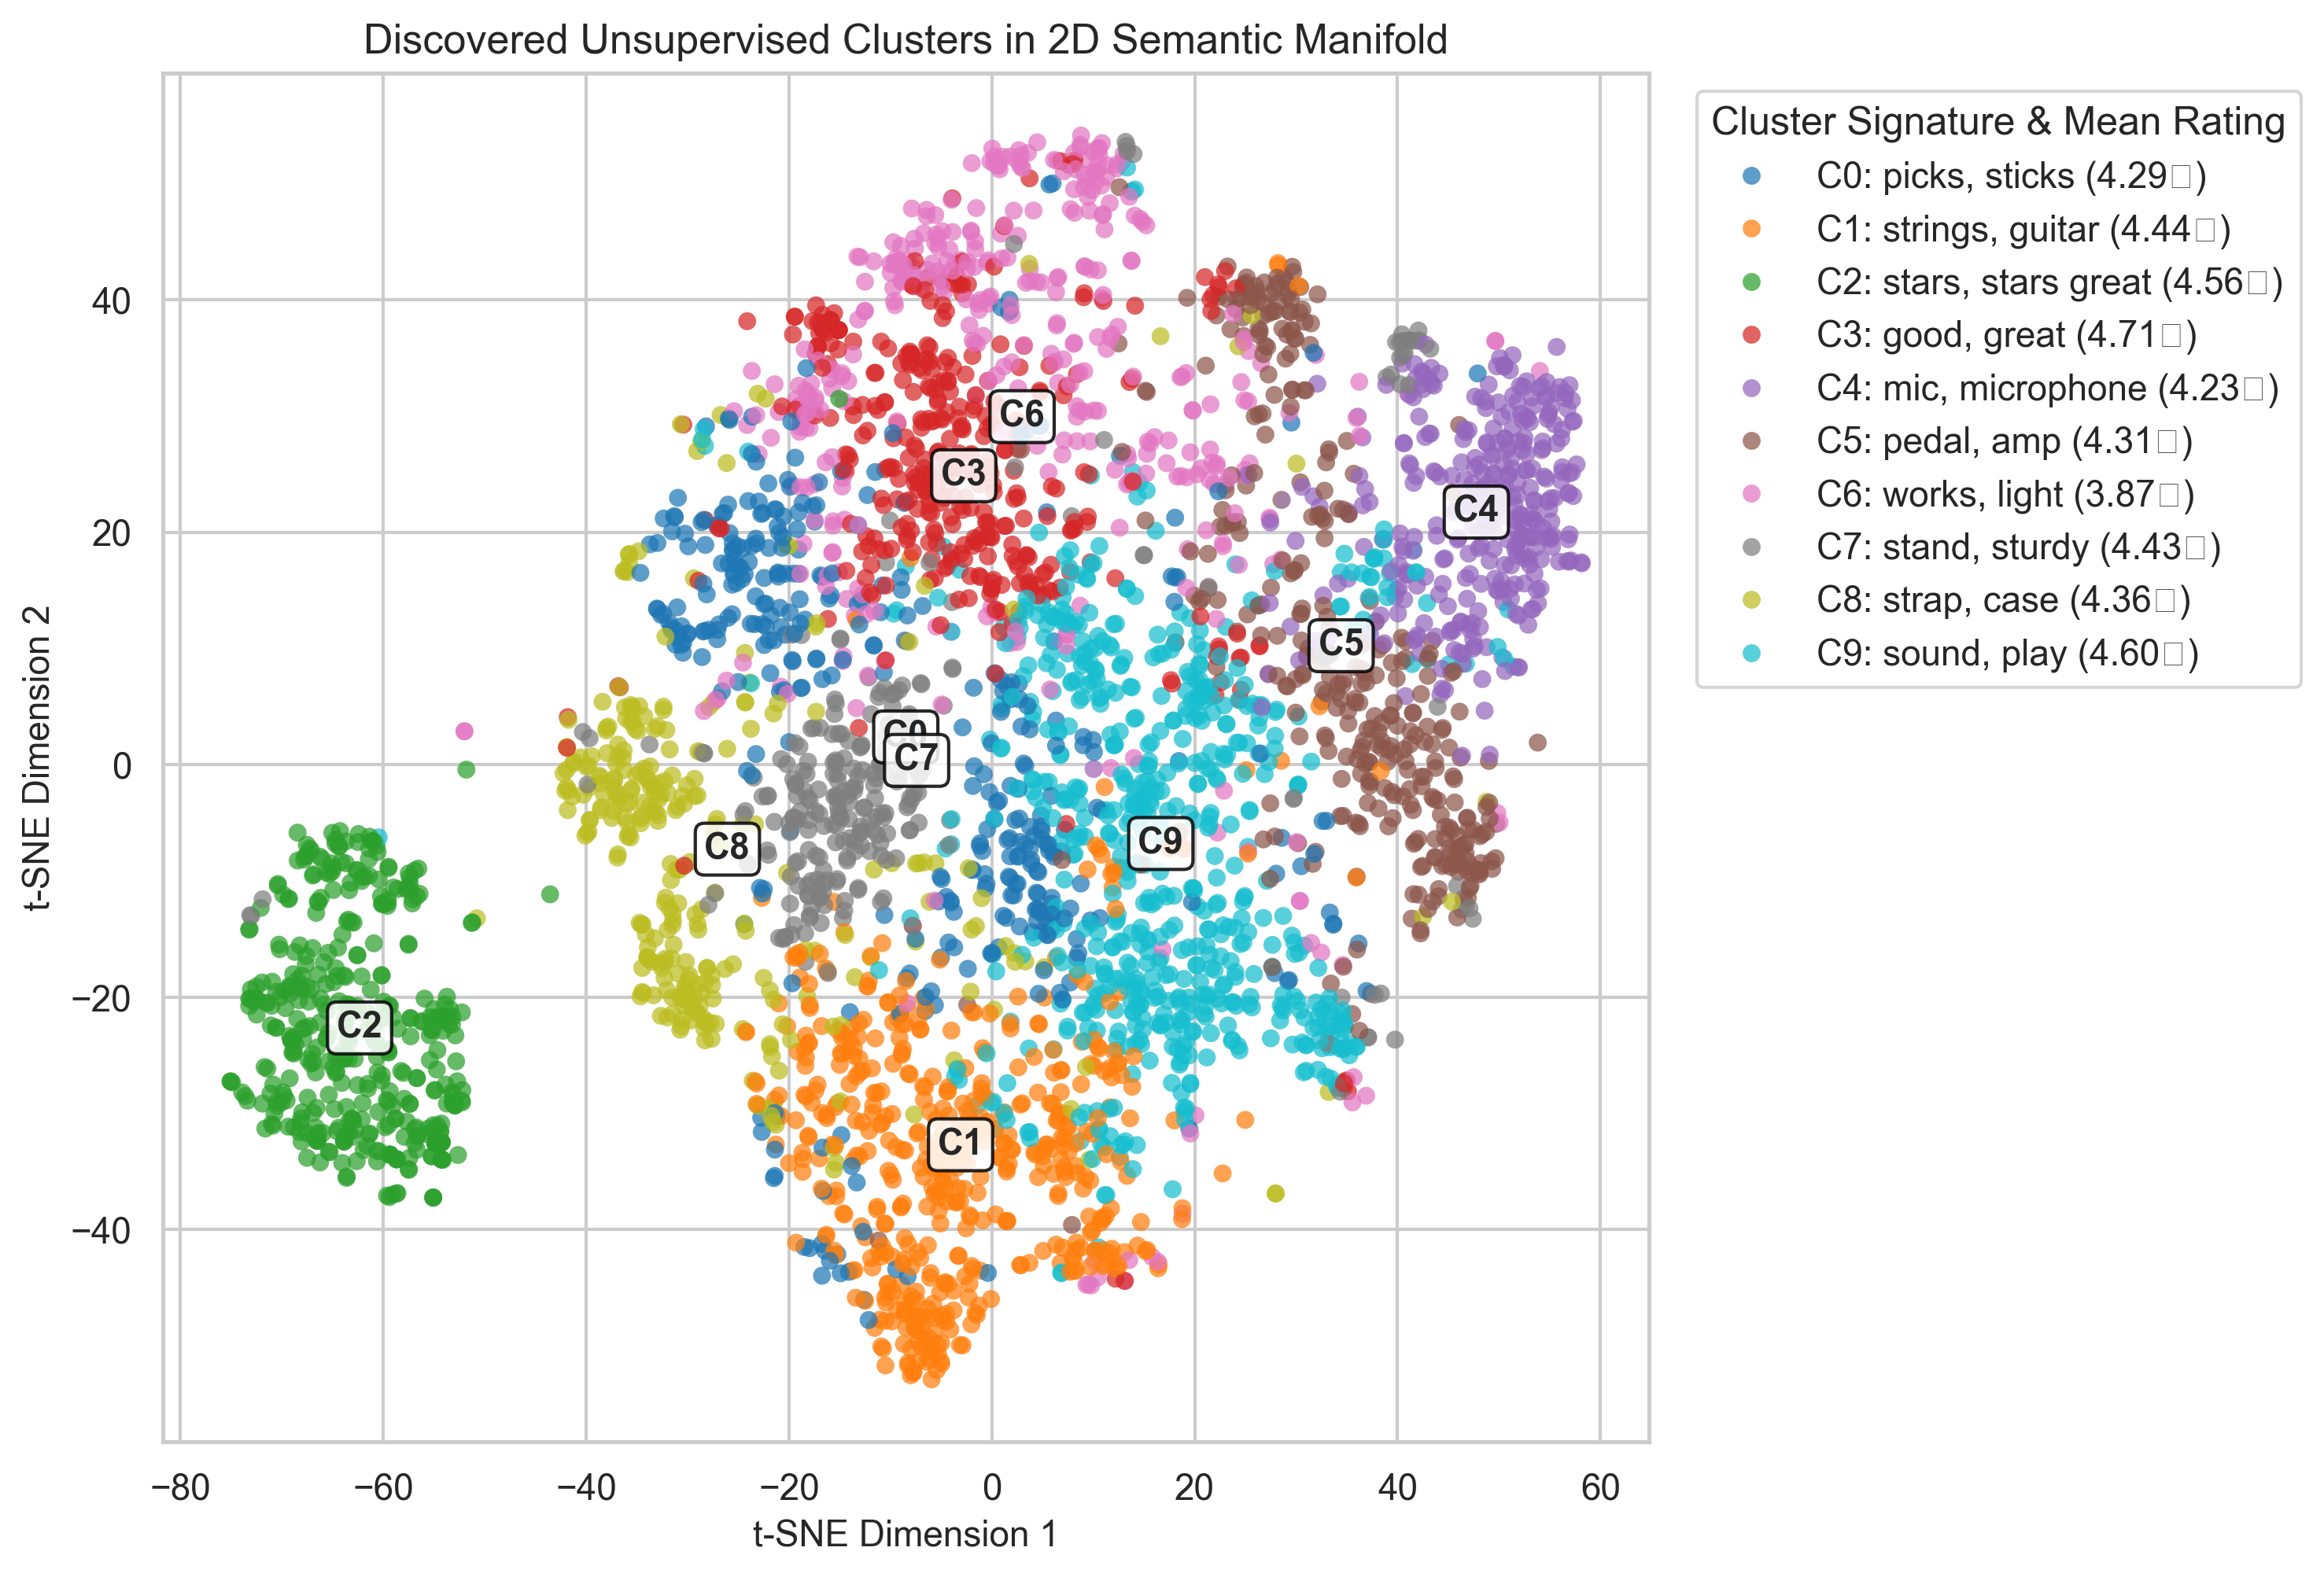 Discovered Unsupervised Clusters in 2D Semantic Manifold
Cluster Signature & Mean Rating
C0: picks, sticks (4.29▯)
C1: strings, guitar (4.44▯)
C2: stars, stars great (4.56▯)
C3: good, great (4.71▯)
C4: mic, microphone (4.23▯)
C5: pedal, amp (4.31▯)
C6: works, light (3.87▯)
C7: stand, sturdy (4.43▯)
C8: strap, case (4.36▯)
C9: sound, play (4.60▯)
t-SNE Dimension 2
40
20
0
−20
−40
C6
C3
C4
C5
C0
C7
C8
C9
C2
C1
−80
−60
−40
−20
0
20
40
60
t-SNE Dimension 1